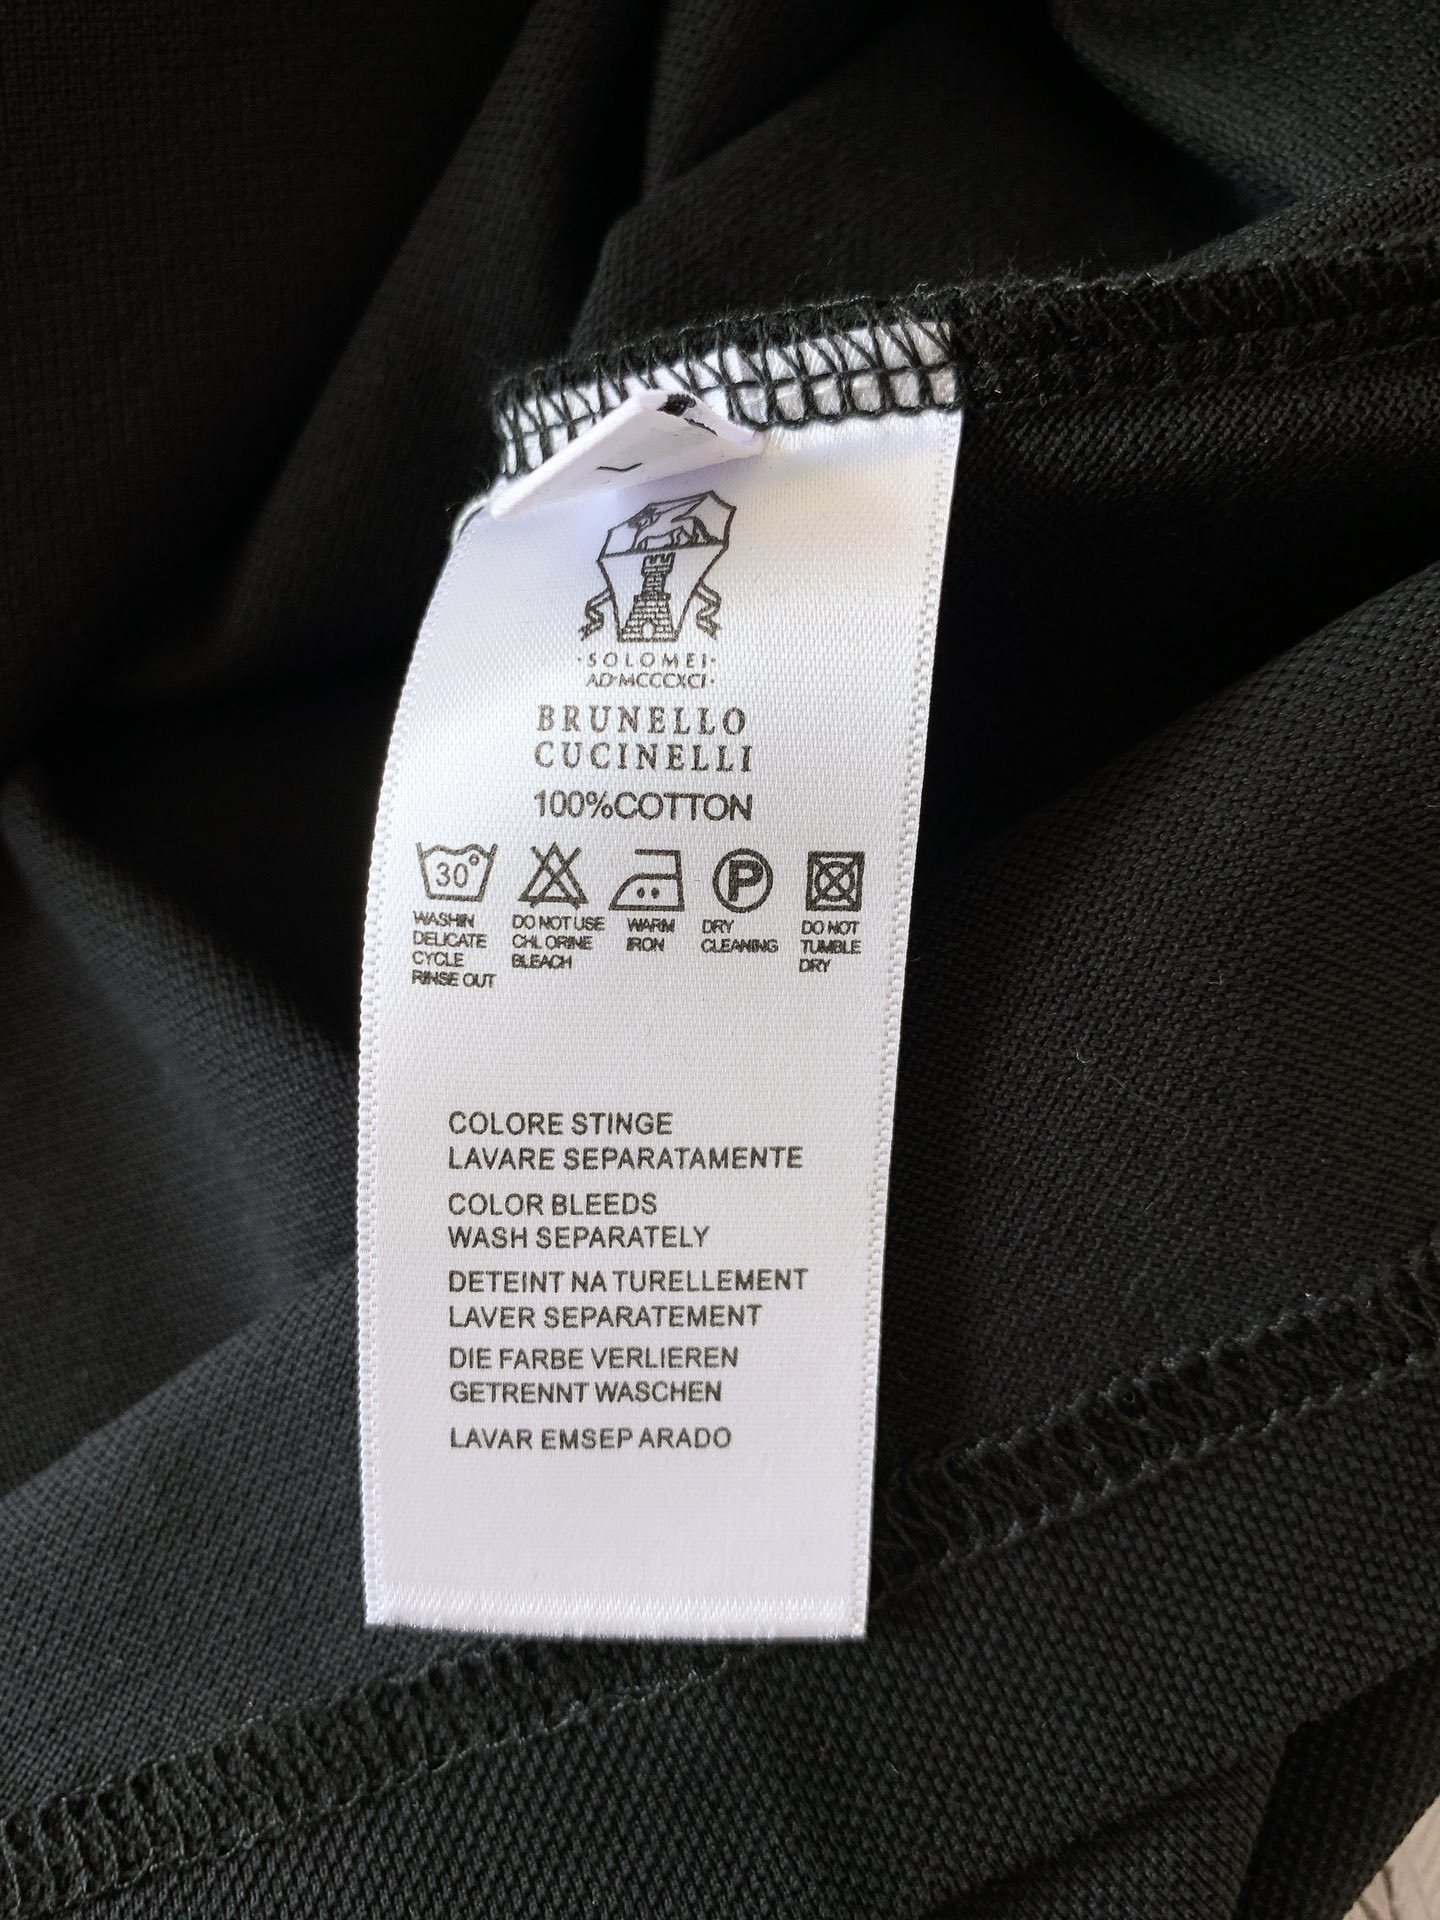 ·SOLOMEI·
AD·MCCCXCI·
BRUNELLO
CUCINELLI
100%COTTON
30°
P
WASHIN
DELICATE
CYCLE
RINSE OUT
DO NOT USE
CHLORINE
BLEACH
WARM
IRON
DRY
CLEANING
DO NOT
TUMBLE
DRY
COLORE STINGE
LAVARE SEPARATAMENTE
COLOR BLEEDS
WASH SEPARATELY
DETEINT NA TURELLEMENT
LAVER SEPARATEMENT
DIE FARBE VERLIEREN
GETRENNT WASCHEN
LAVAR EMSEP ARADO